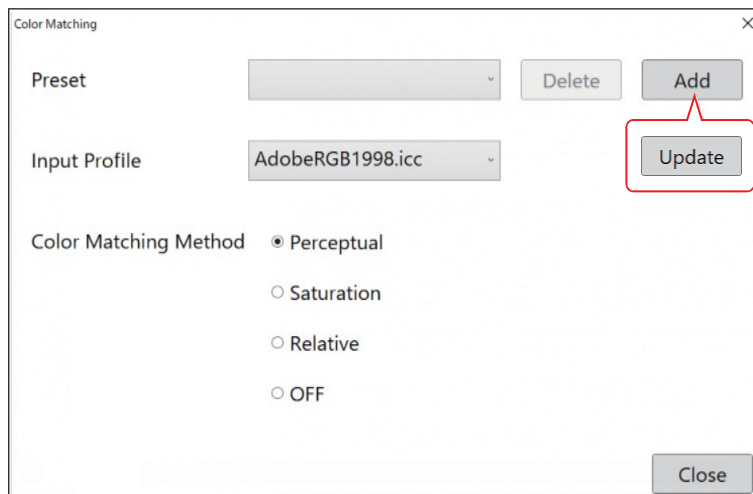 Color Matching
Preset Delete Add
Input Profile AdobeRGB1998.icc Update
Color Matching Method Perceptual
Saturation
Relative
OFF
Close